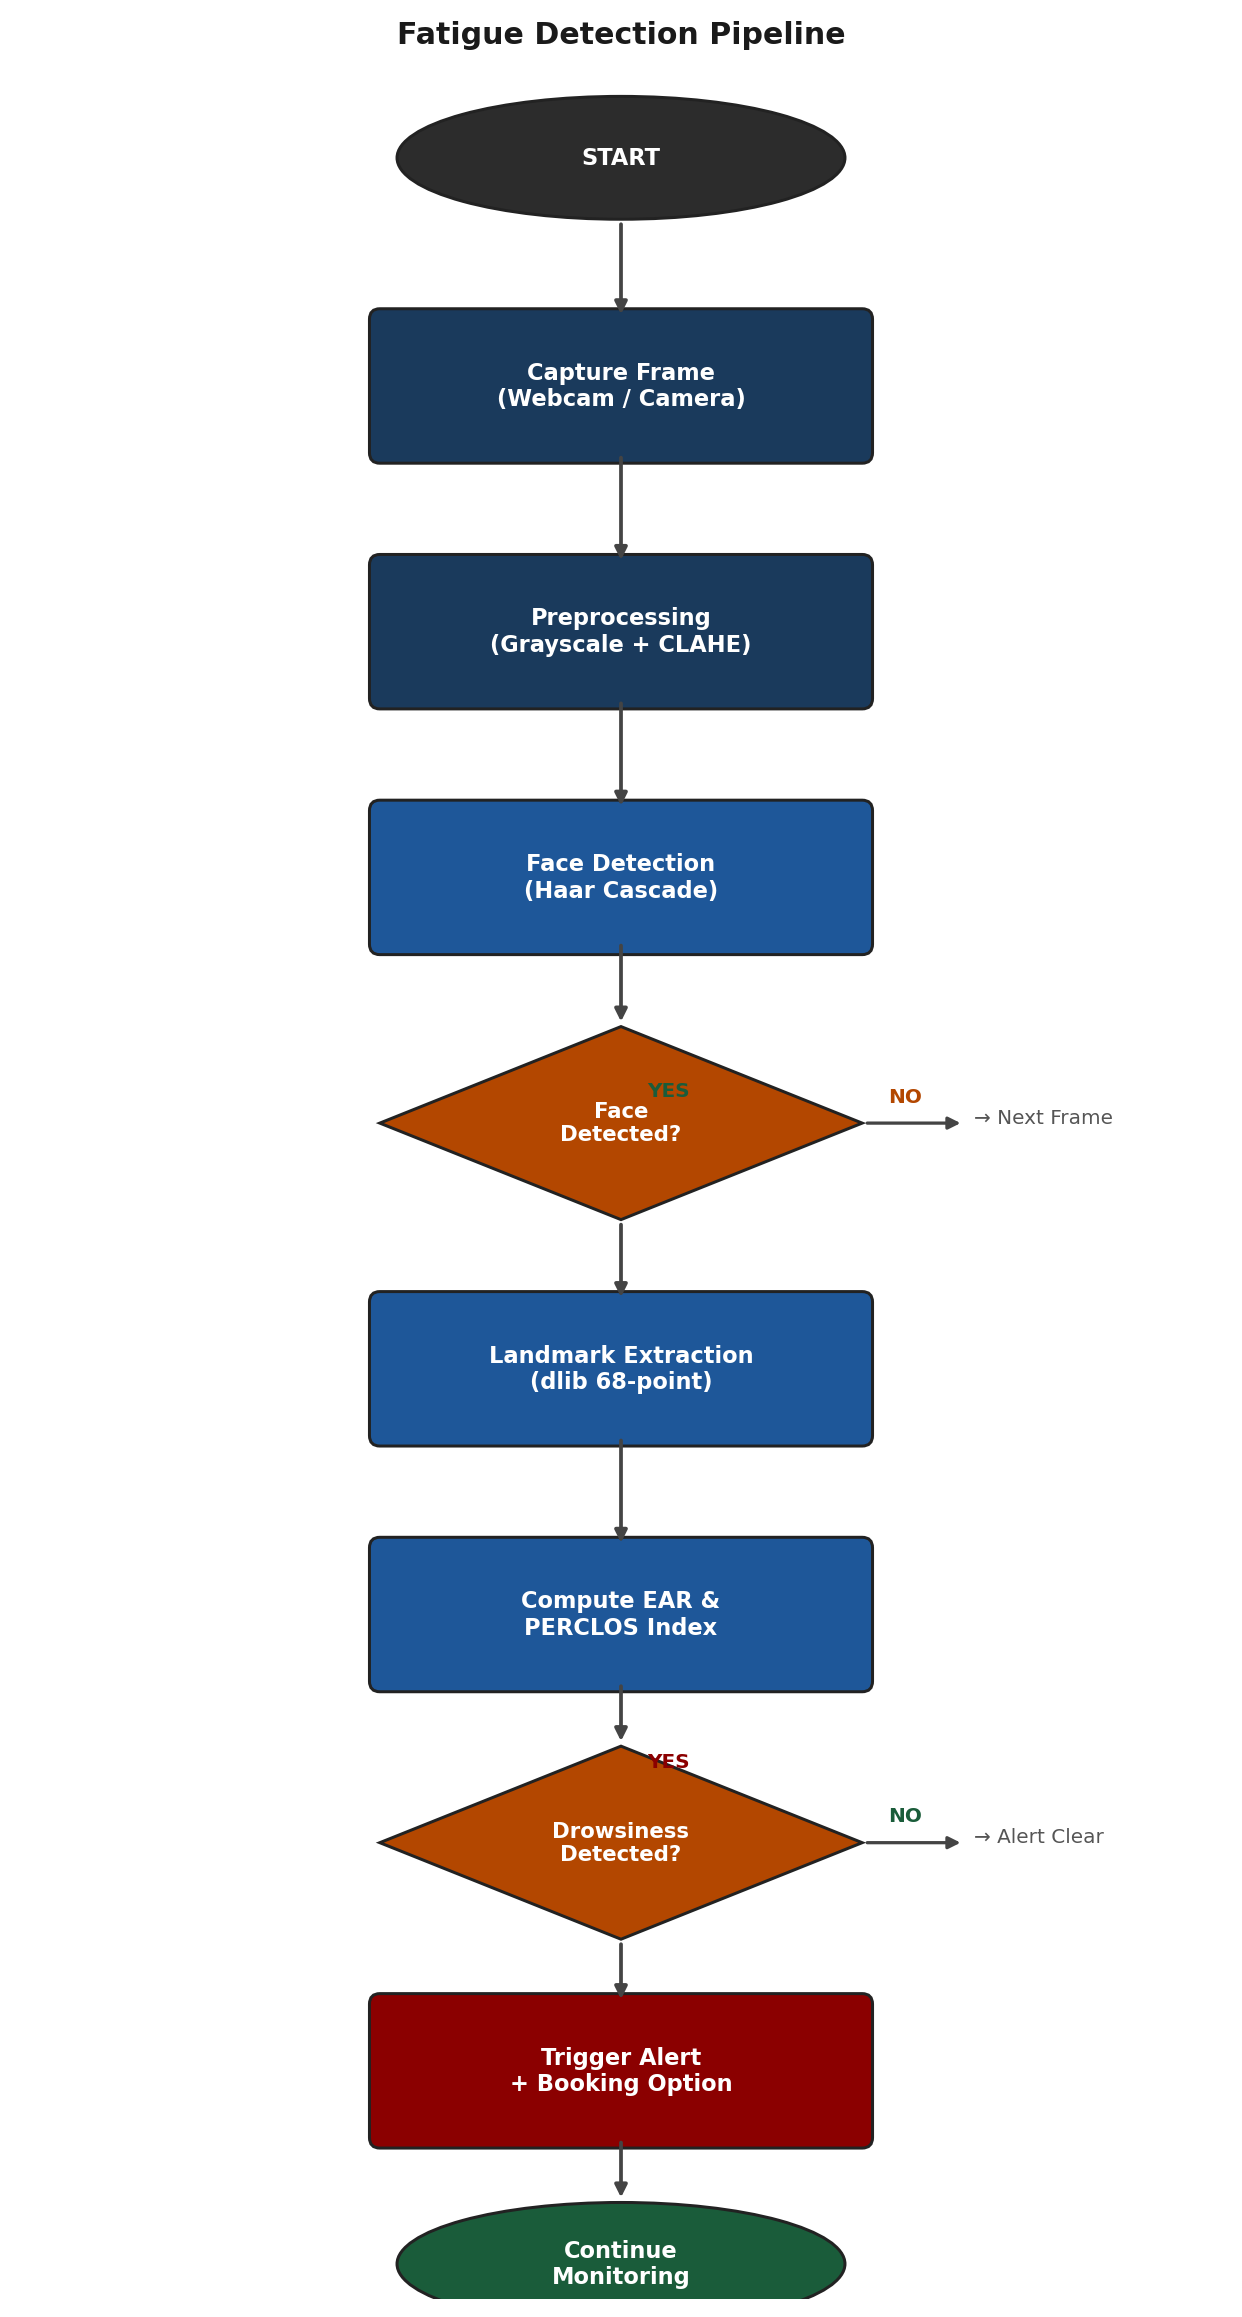 Fatigue Detection Pipeline
START
Capture Frame
(Webcam / Camera)
Preprocessing
(Grayscale + CLAHE)
Face Detection
(Haar Cascade)
YES
Face
Detected?
NO
→ Next Frame
Landmark Extraction
(dlib 68-point)
Compute EAR &
PERCLOS Index
YES
Drowsiness
Detected?
NO
→ Alert Clear
Trigger Alert
+ Booking Option
Continue
Monitoring